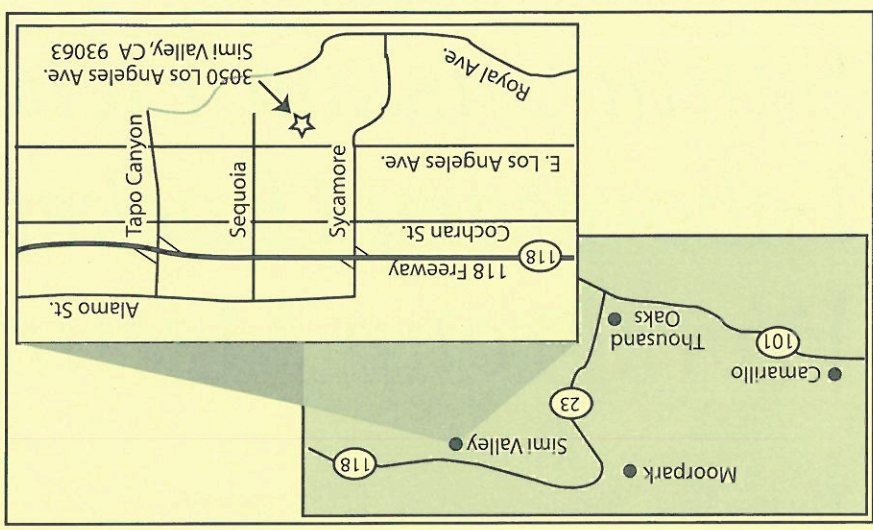 Moorpark
Simi Valley
118
23
Camarillo
101
Thousand
Oaks
Alamo St.
118 Freeway
118
Cochran St.
E. Los Angeles Ave.
Royal Ave.
Sycamore
Sequoia
Tapo Canyon
3050 Los Angeles Ave.
Simi Valley, CA 93063